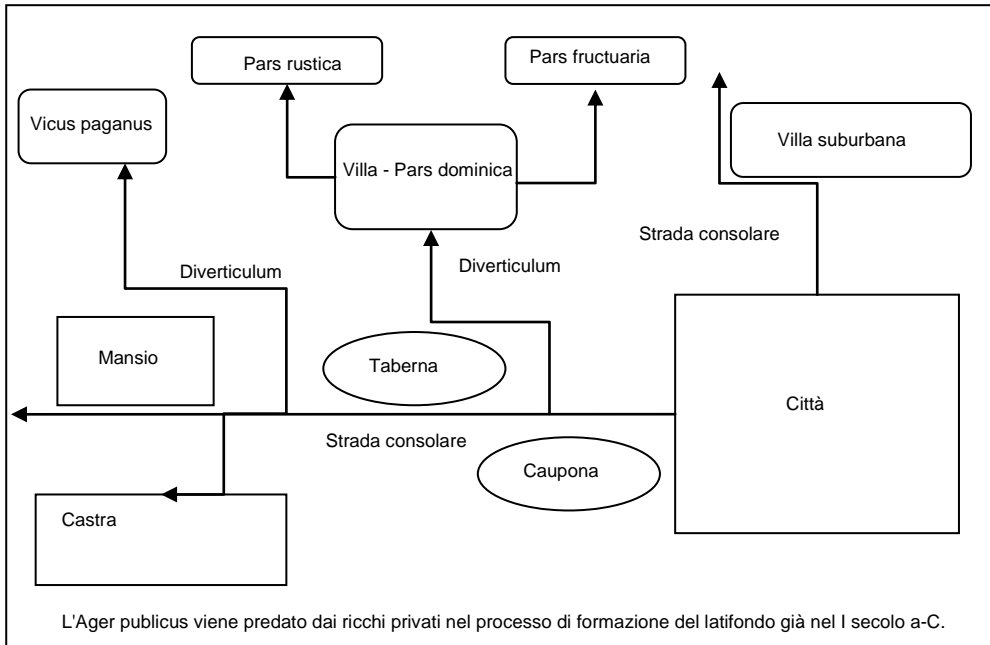 Pars rustica
Pars fructuaria
Vicus paganus
Villa - Pars dominica
Villa suburbana
Strada consolare
Diverticulum
Diverticulum
Mansio
Taberna
Città
Strada consolare
Caupona
Castra
L'Ager publicus viene predato dai ricchi privati nel processo di formazione del latifondo già nel I secolo a-C.